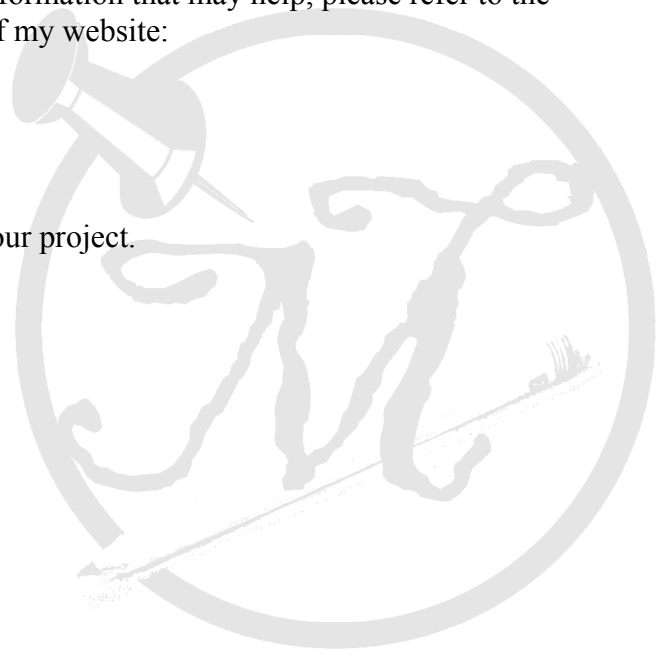 formation that may help, please refer to the
f my website:
our project.